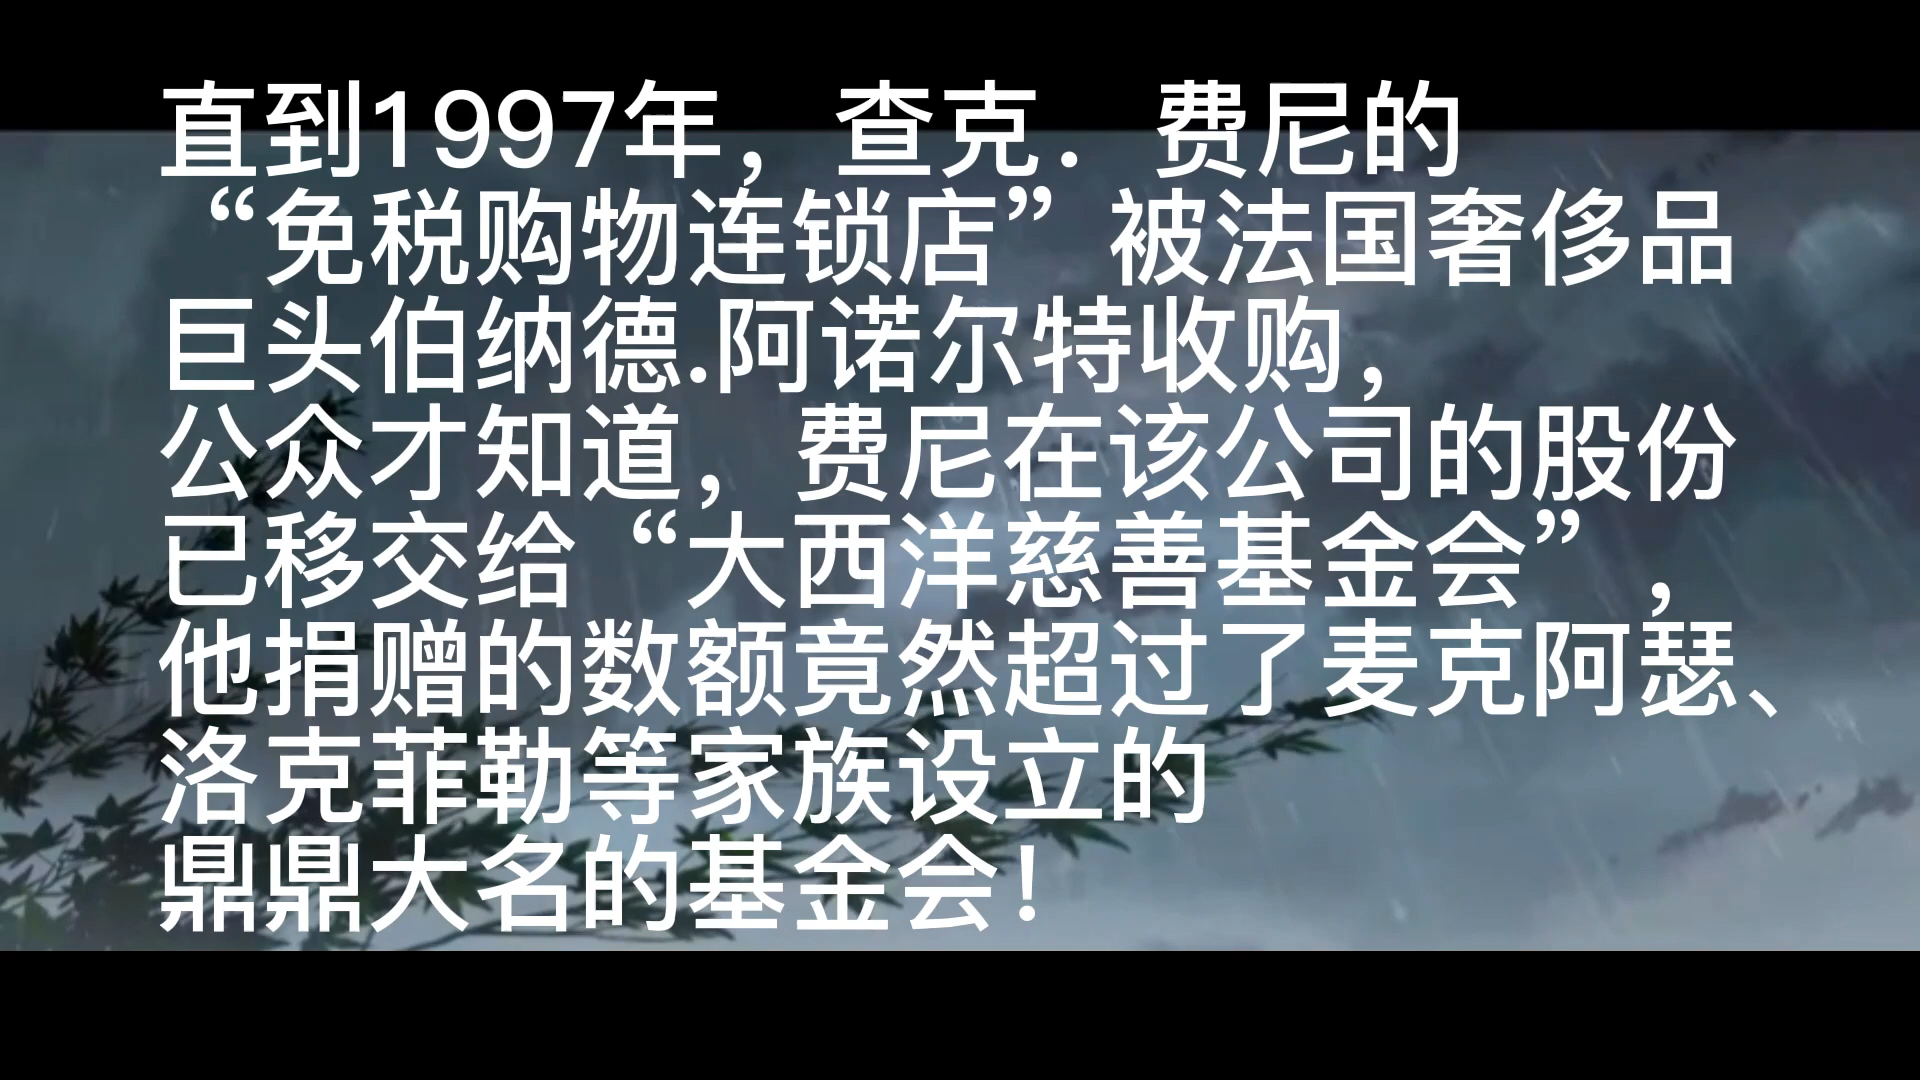 直到1997年，查克．费尼的
“免税购物连锁店”被法国奢侈品
巨头伯纳德.阿诺尔特收购，
公众才知道，费尼在该公司的股份
已移交给“大西洋慈善基金会”，
他捐赠的数额竟然超过了麦克阿瑟、
洛克菲勒等家族设立的
鼎鼎大名的基金会！